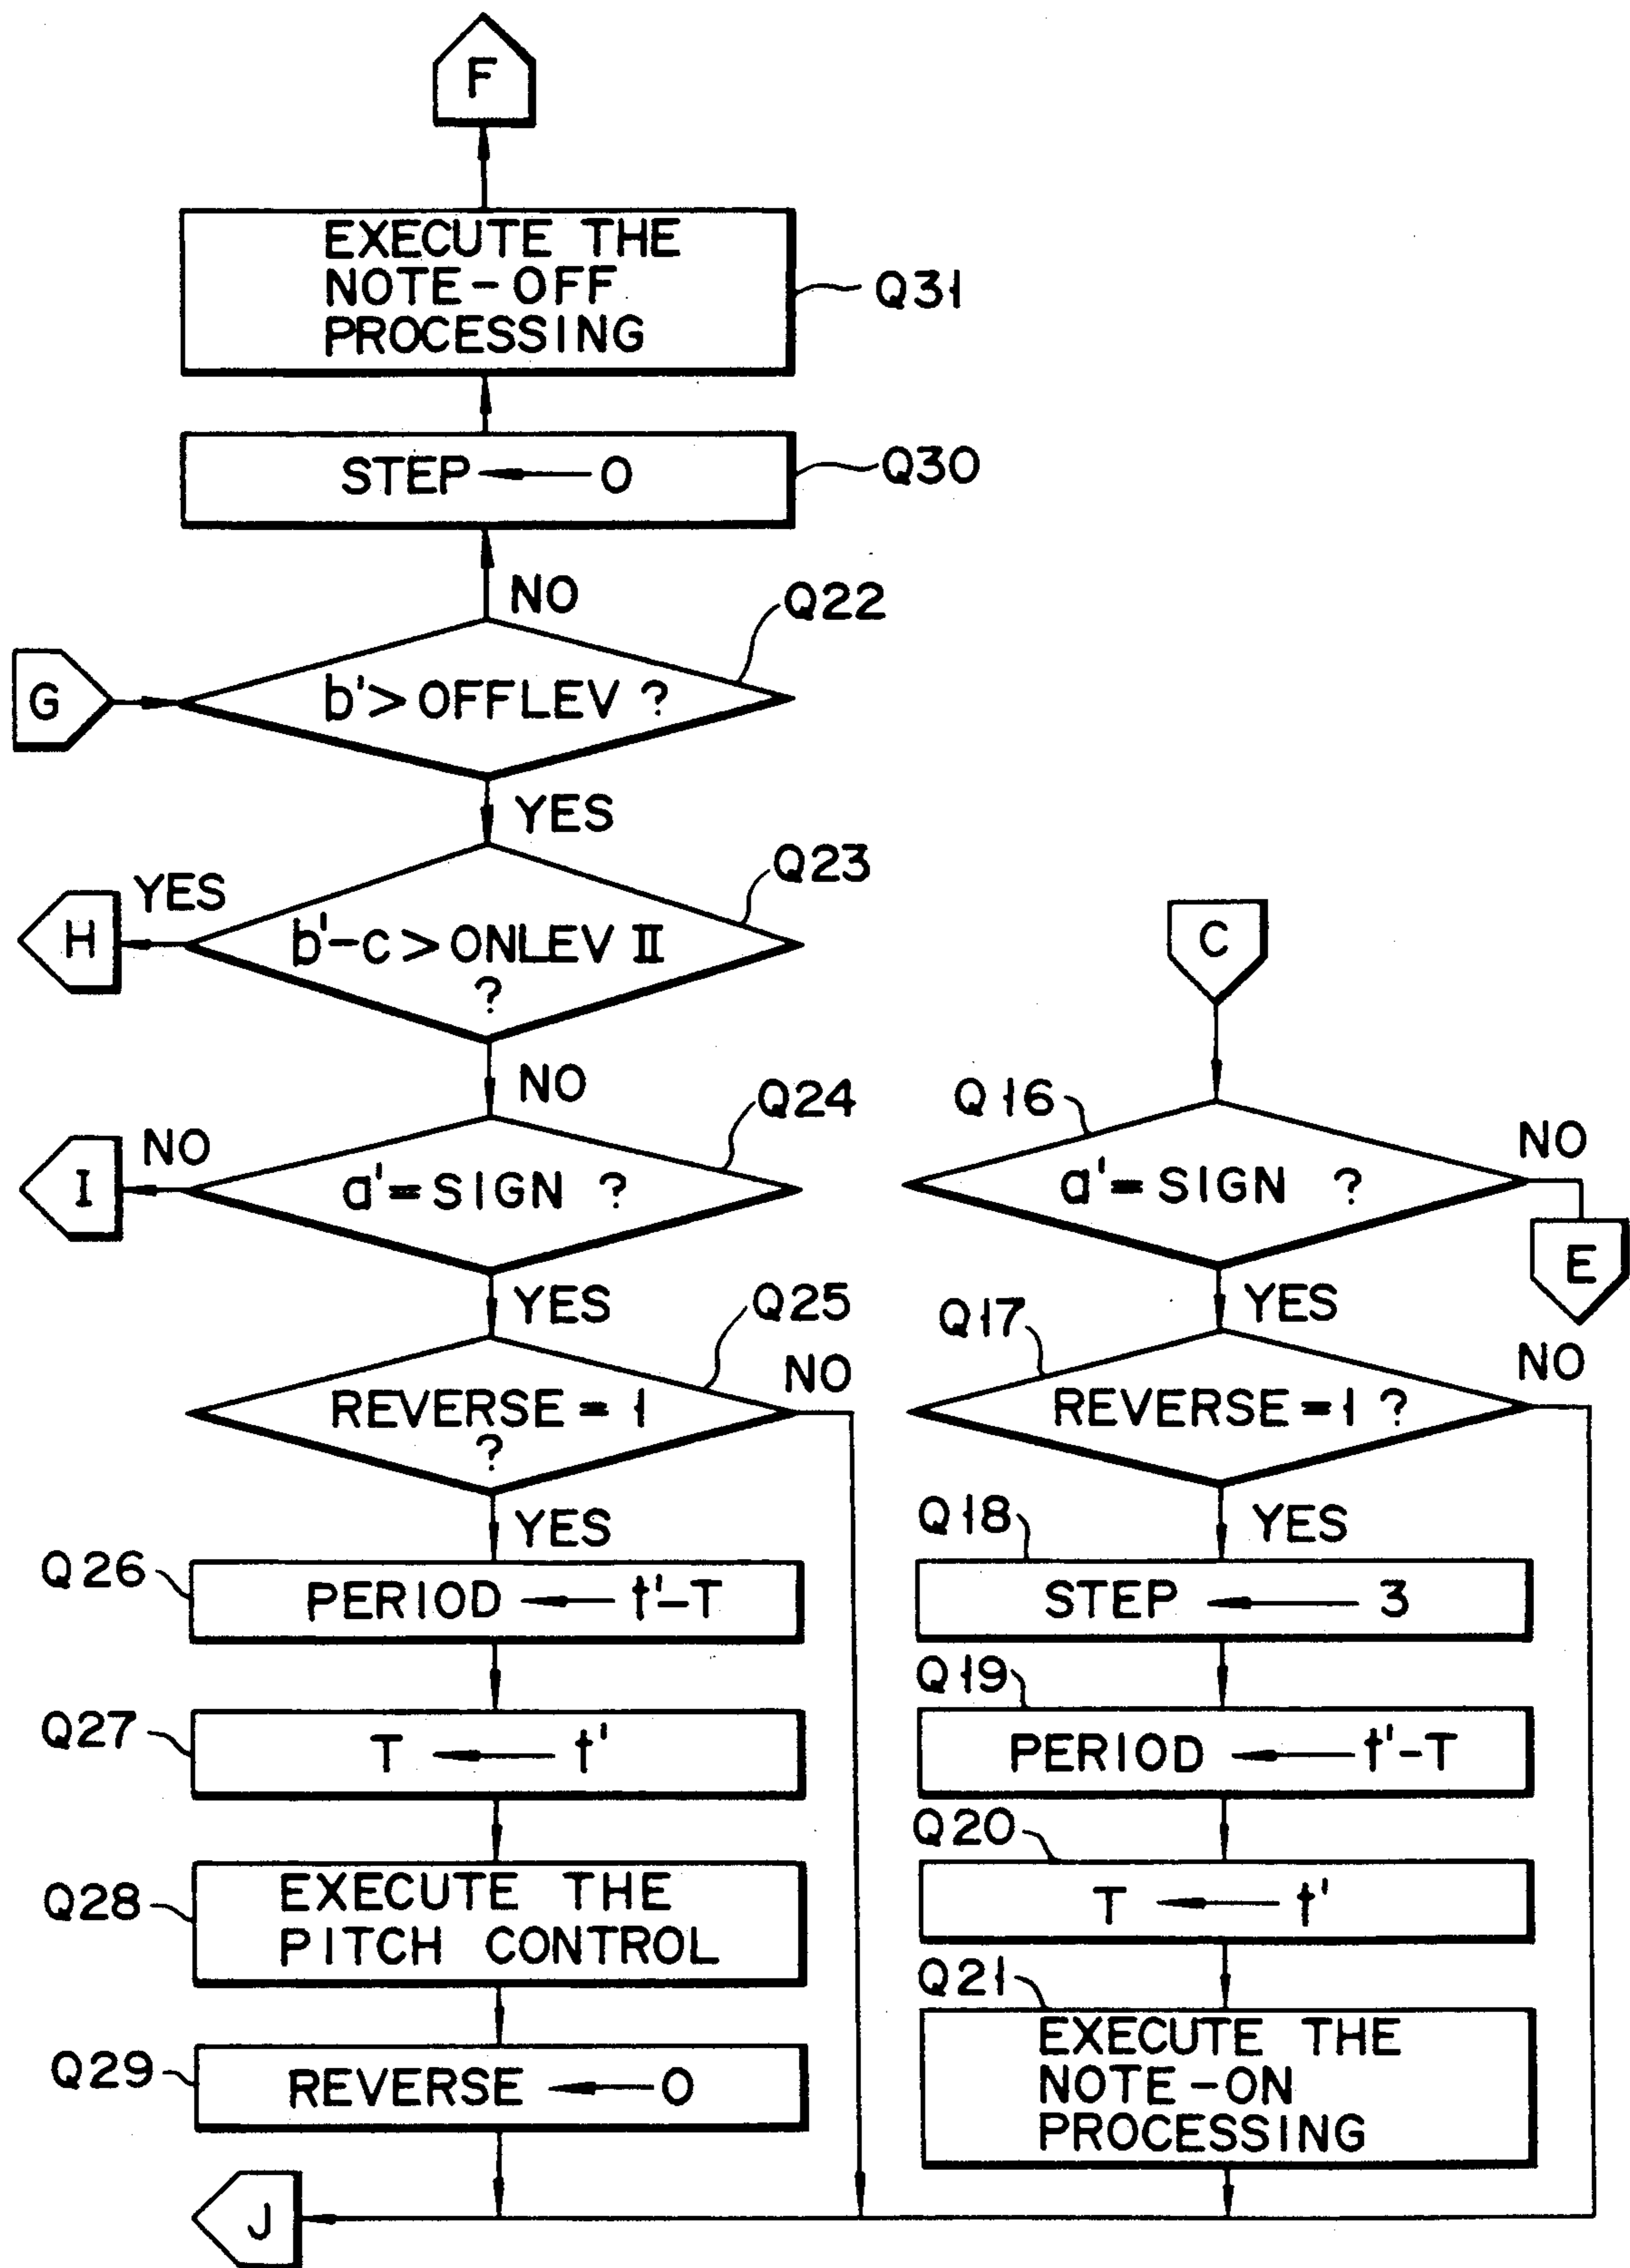 F
EXECUTE THE
NOTE-OFF
PROCESSING
Q31
STEP ← 0
Q30
NO
Q22
G
b' > OFFLEV ?
YES
Q23
YES
H
b'-c > ONLEV II
?
NO
Q24
NO
I
a' = SIGN ?
YES
Q25
REVERSE = 1
?
NO
YES
Q26
PERIOD ← t'-T
Q27
T ← t'
Q28
EXECUTE THE
PITCH CONTROL
Q29
REVERSE ← 0
J
C
Q16
a' = SIGN ?
NO
E
YES
Q17
REVERSE = 1 ?
NO
YES
Q18
STEP ← 3
Q19
PERIOD ← t'-T
Q20
T ← t'
Q21
EXECUTE THE
NOTE-ON
PROCESSING